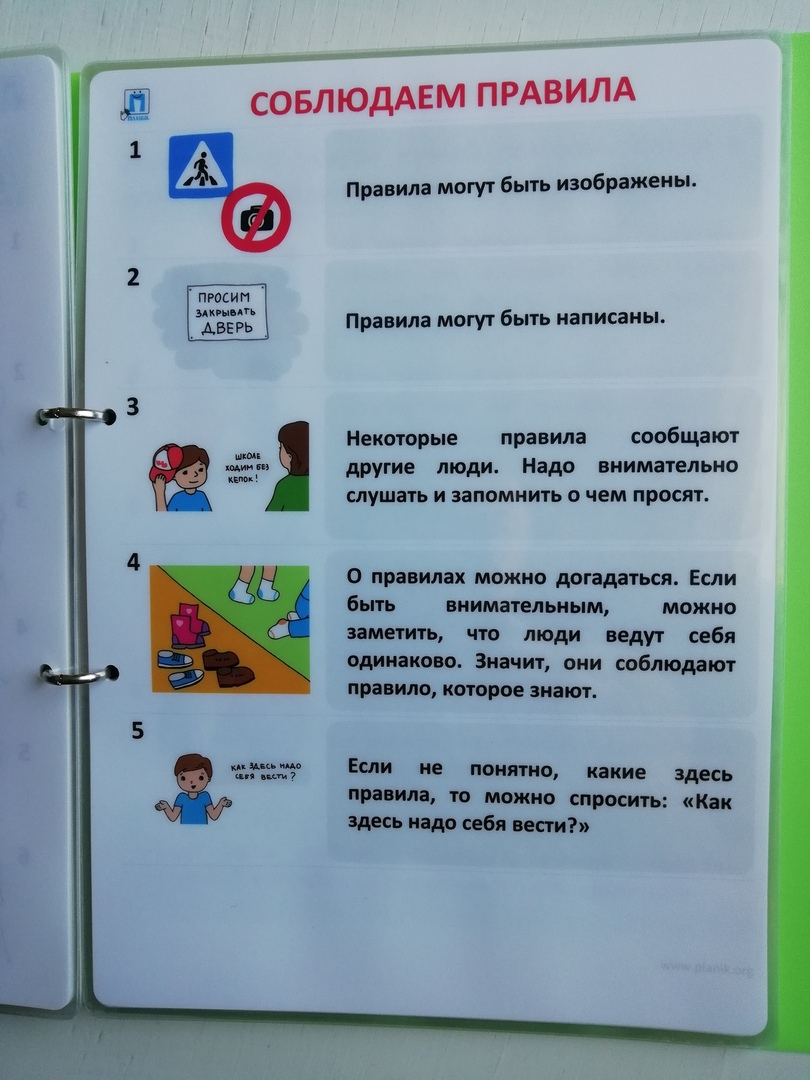 СОБЛЮДАЕМ ПРАВИЛА
ПЛАНИК
1
Правила могут быть изображены.
2
ПРОСИМ
ЗАКРЫВАТЬ
ДВЕРЬ
Правила могут быть написаны.
3
ШКОЛЕ
ХОДИМ БЕЗ
КЕПОК!
Некоторые правила сообщают
другие люди. Надо внимательно
слушать и запомнить о чем просят.
4
О правилах можно догадаться. Если
быть внимательным, можно
заметить, что люди ведут себя
одинаково. Значит, они соблюдают
правило, которое знают.
5
КАК ЗДЕСЬ НАДО
СЕБЯ ВЕСТИ?
Если не понятно, какие здесь
правила, то можно спросить: «Как
здесь надо себя вести?»
www.planik.org